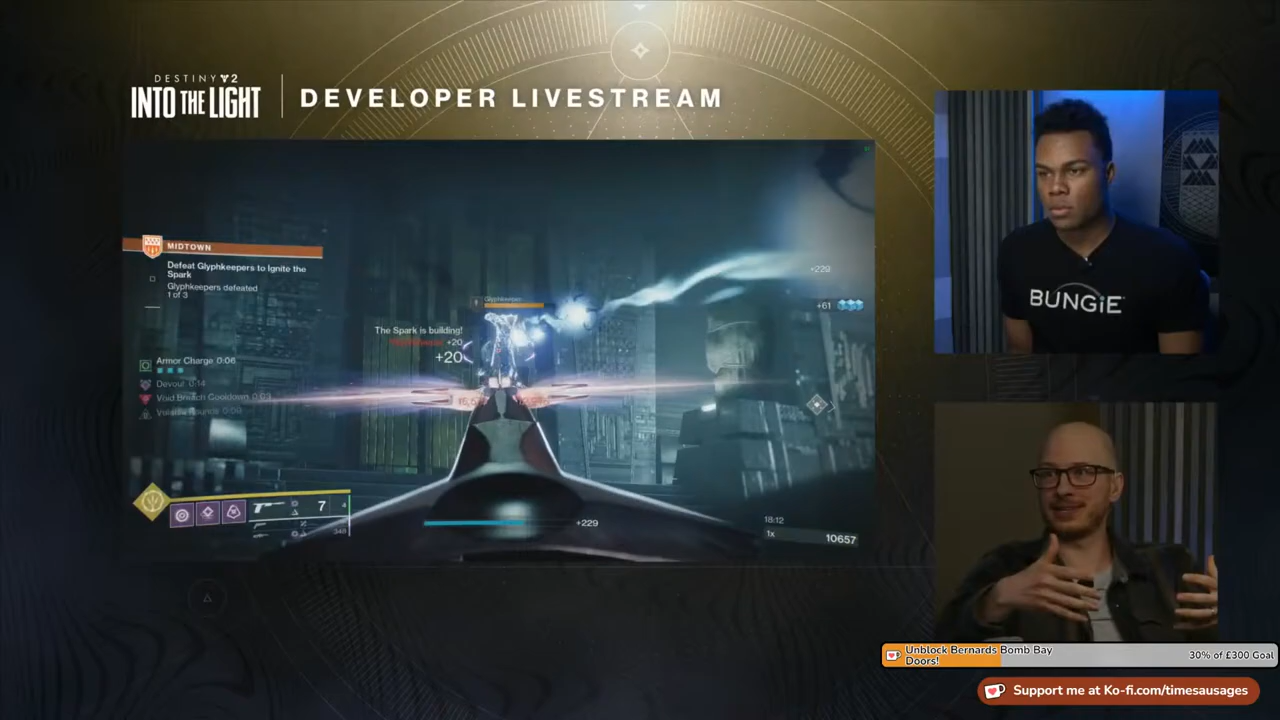 DESTINY 2
INTO THE LIGHT
DEVELOPER LIVESTREAM
MIDTOWN
Defeat Glyphkeepers to Ignite the
Spark
Glyphkeepers defeated
1 of 3
Glyphkeeper
+229
+61
The Spark is building!
+20
+20
Armor Charge 0:06
Devour 0:14
Void Breach Cooldown 0:03
Volatile Rounds
7
4
348
+229
18:12
1x
10657
BUNGiE
Unblock Bernards Bomb Bay
Doors!
30% of £300 Goal
Support me at Ko-fi.com/timesausages